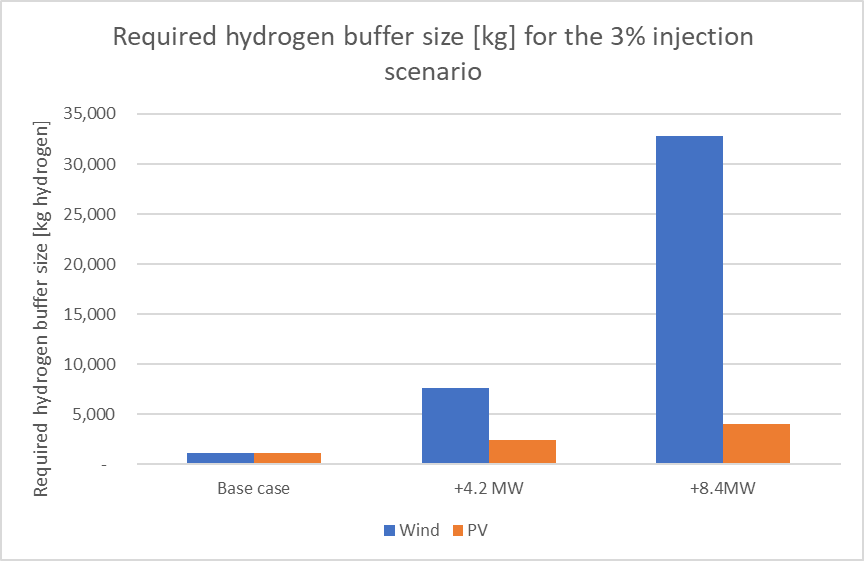 Required hydrogen buffer size [kg] for the 3% injection
scenario
Required hydrogen buffer size [kg hydrogen]
35,000
30,000
25,000
20,000
15,000
10,000
5,000
-
Base case
+4.2 MW
+8.4MW
Wind
PV